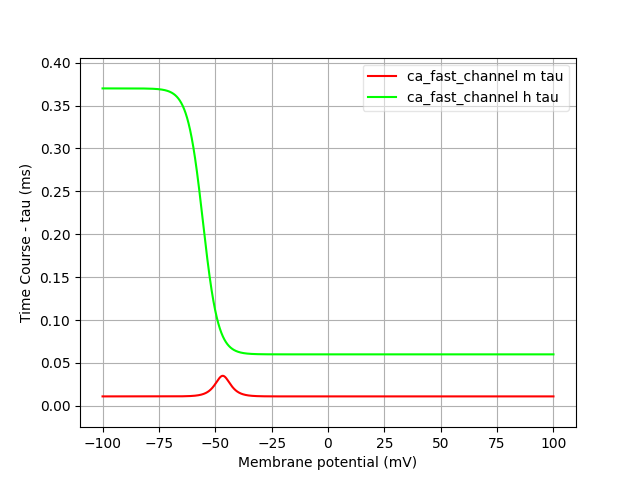 ca_fast_channel m tau
ca_fast_channel h tau
0.40
0.35
0.30
0.25
0.20
0.15
0.10
0.05
0.00
Time Course - tau (ms)
−100 −75 −50 −25 0 25 50 75 100
Membrane potential (mV)